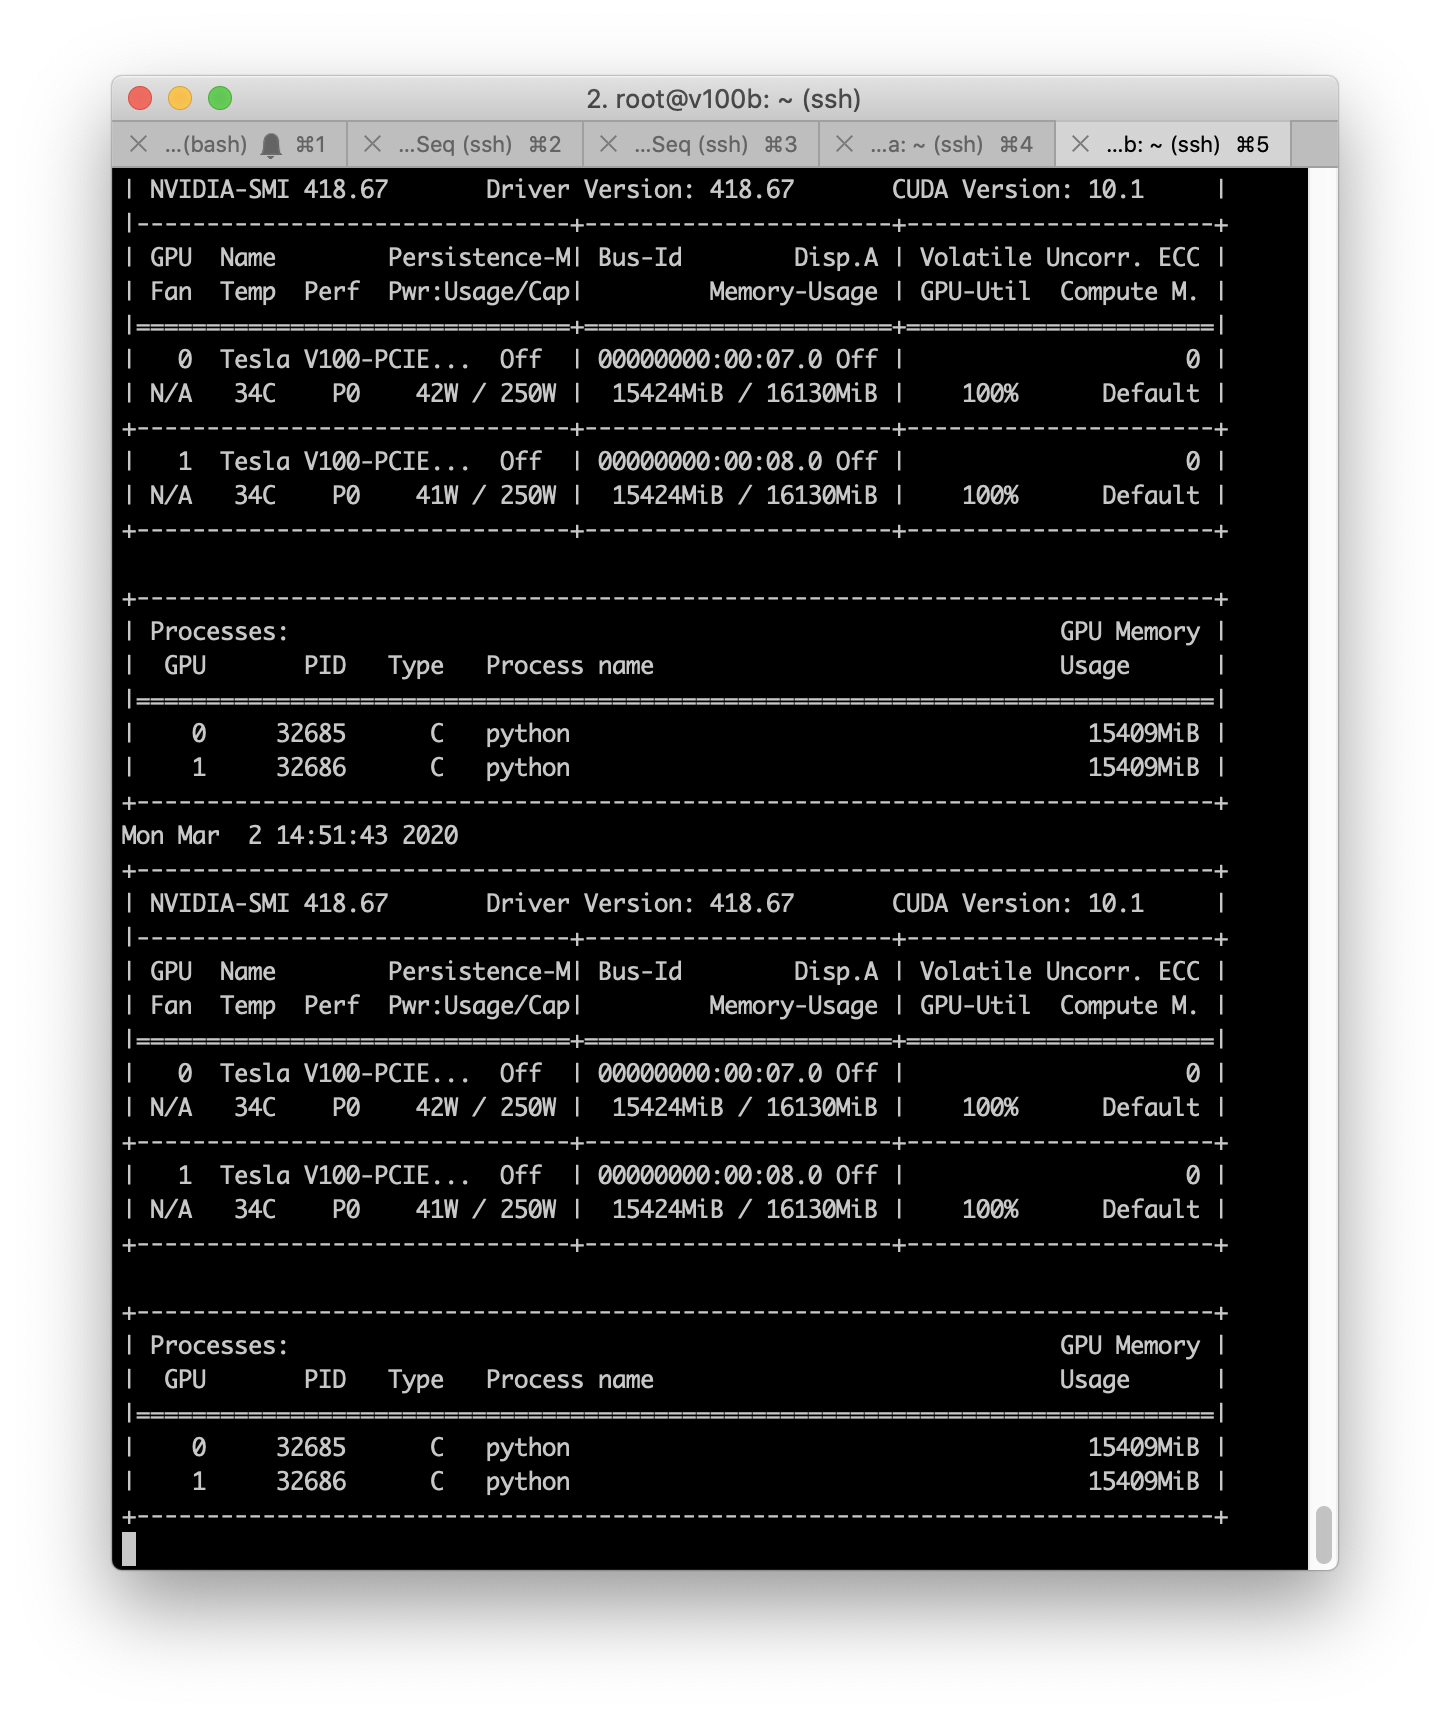 2. root@v100b: ~ (ssh)
...(bash) ⌘1 ...Seq (ssh) ⌘2 ...Seq (ssh) ⌘3 ...a: ~ (ssh) ⌘4 ...b: ~ (ssh) ⌘5
| NVIDIA-SMI 418.67       Driver Version: 418.67       CUDA Version: 10.1     |
|-------------------------------+----------------------+----------------------+
| GPU  Name        Persistence-M| Bus-Id        Disp.A | Volatile Uncorr. ECC |
| Fan  Temp  Perf  Pwr:Usage/Cap|         Memory-Usage | GPU-Util  Compute M. |
|===============================+======================+======================|
|   0  Tesla V100-PCIE...  Off  | 00000000:00:07.0 Off |                    0 |
| N/A   34C    P0    42W / 250W |  15424MiB / 16130MiB |    100%      Default |
+-------------------------------+----------------------+----------------------+
|   1  Tesla V100-PCIE...  Off  | 00000000:00:08.0 Off |                    0 |
| N/A   34C    P0    41W / 250W |  15424MiB / 16130MiB |    100%      Default |
+-------------------------------+----------------------+----------------------+
+-----------------------------------------------------------------------------+
| Processes:                                                       GPU Memory |
|  GPU       PID   Type   Process name                             Usage      |
|=============================================================================|
|    0     32685      C   python                                     15409MiB |
|    1     32686      C   python                                     15409MiB |
+-----------------------------------------------------------------------------+
Mon Mar  2 14:51:43 2020
+-----------------------------------------------------------------------------+
| NVIDIA-SMI 418.67       Driver Version: 418.67       CUDA Version: 10.1     |
|-------------------------------+----------------------+----------------------+
| GPU  Name        Persistence-M| Bus-Id        Disp.A | Volatile Uncorr. ECC |
| Fan  Temp  Perf  Pwr:Usage/Cap|         Memory-Usage | GPU-Util  Compute M. |
|===============================+======================+======================|
|   0  Tesla V100-PCIE...  Off  | 00000000:00:07.0 Off |                    0 |
| N/A   34C    P0    42W / 250W |  15424MiB / 16130MiB |    100%      Default |
+-------------------------------+----------------------+----------------------+
|   1  Tesla V100-PCIE...  Off  | 00000000:00:08.0 Off |                    0 |
| N/A   34C    P0    41W / 250W |  15424MiB / 16130MiB |    100%      Default |
+-------------------------------+----------------------+----------------------+
+-----------------------------------------------------------------------------+
| Processes:                                                       GPU Memory |
|  GPU       PID   Type   Process name                             Usage      |
|=============================================================================|
|    0     32685      C   python                                     15409MiB |
|    1     32686      C   python                                     15409MiB |
+-----------------------------------------------------------------------------+